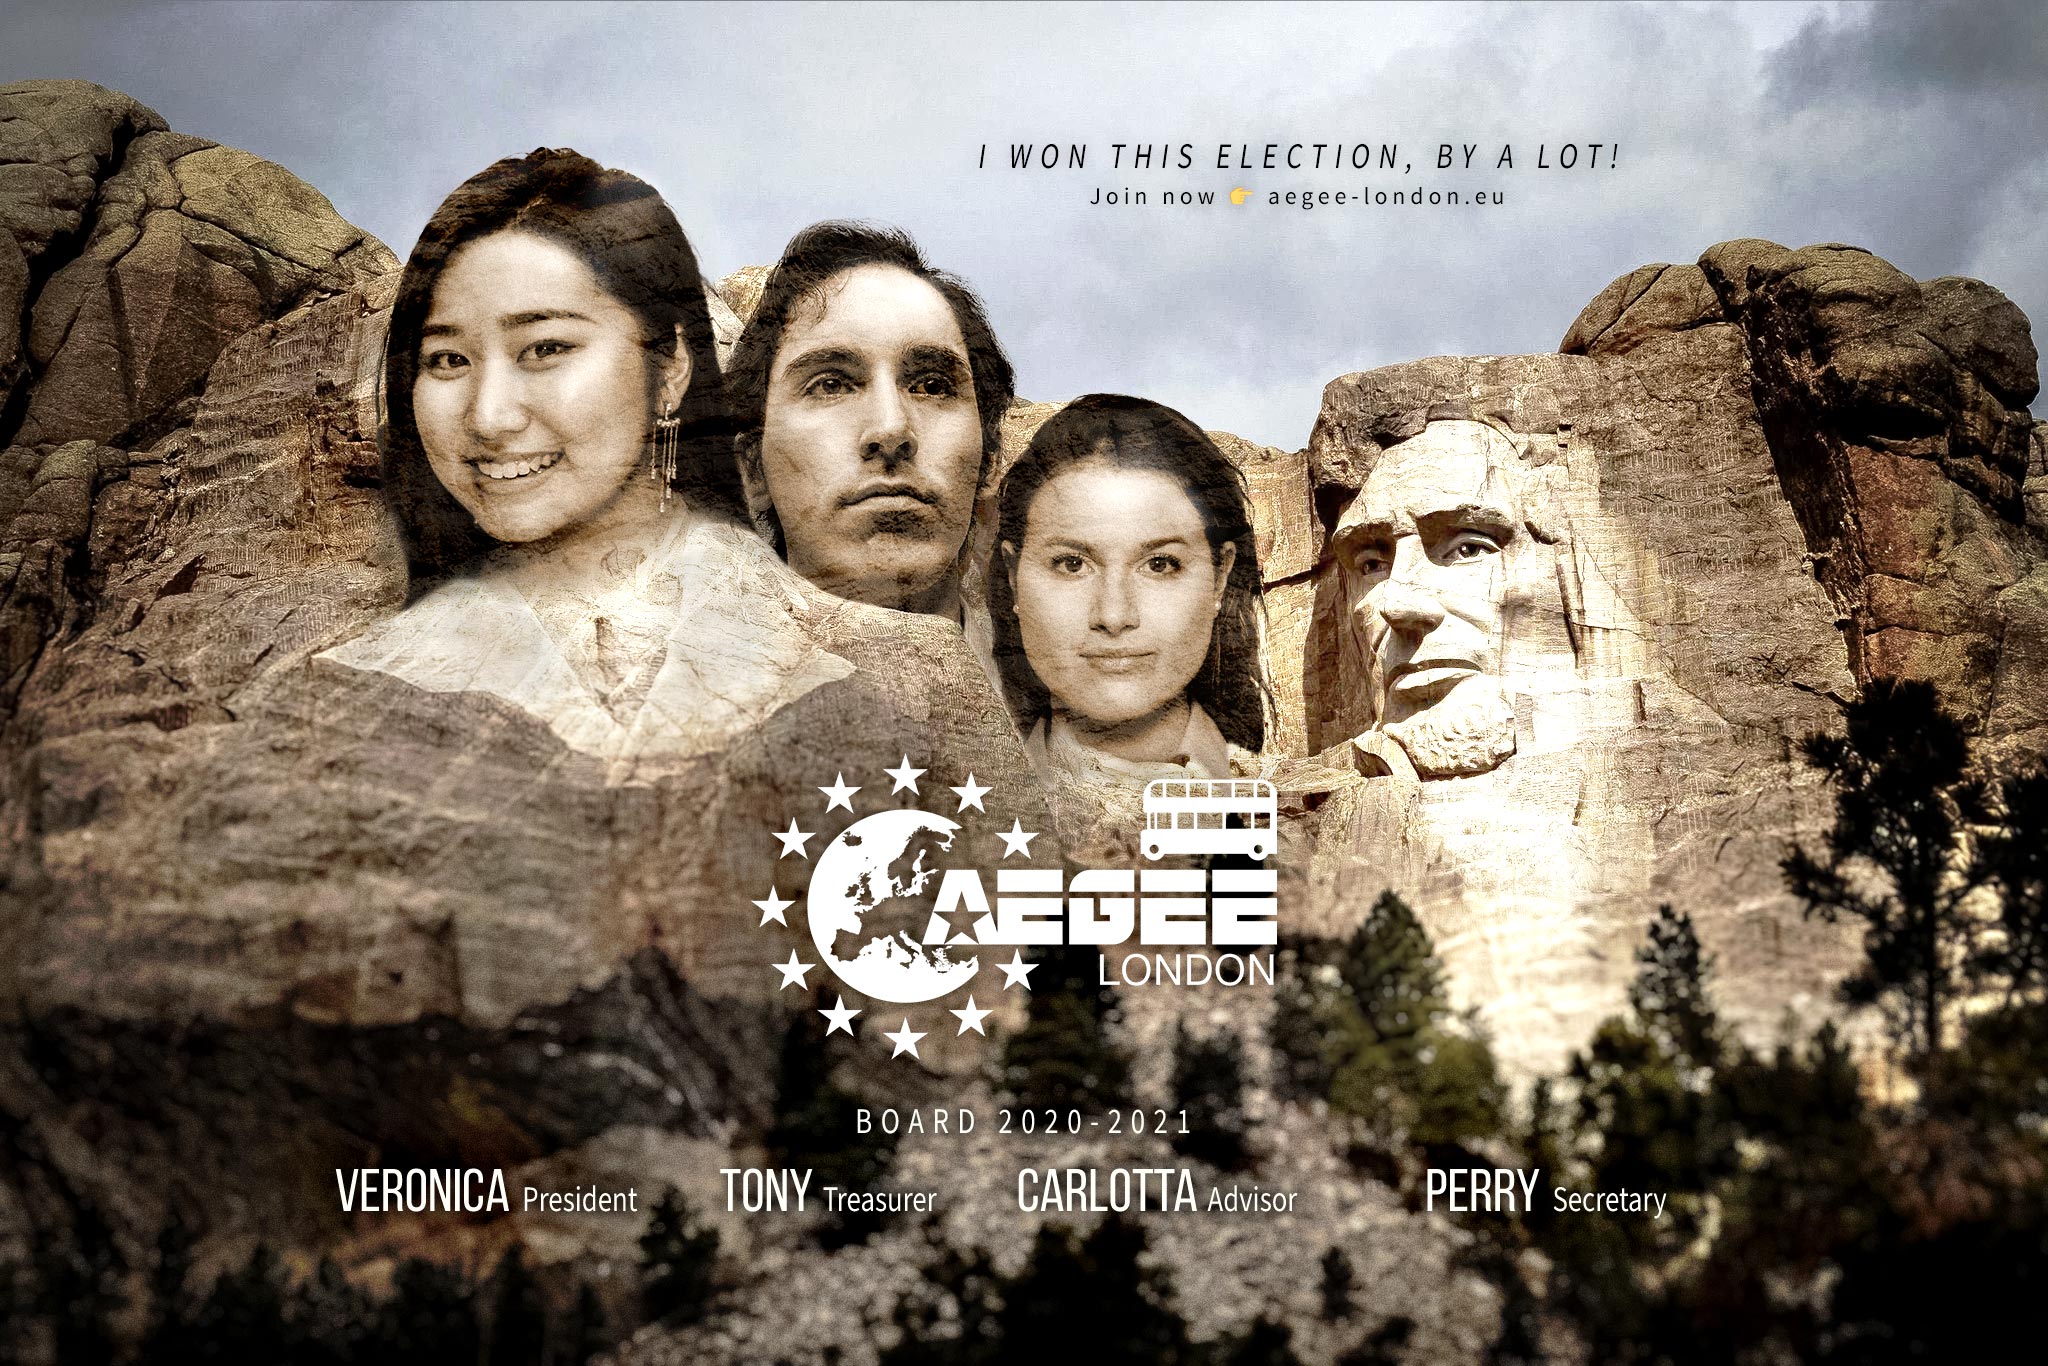 I WON THIS ELECTION, BY A LOT!
Join now 👉 aegee-london.eu
AEGEE
LONDON
BOARD 2020-2021
VERONICA President TONY Treasurer CARLOTTA Advisor PERRY Secretary